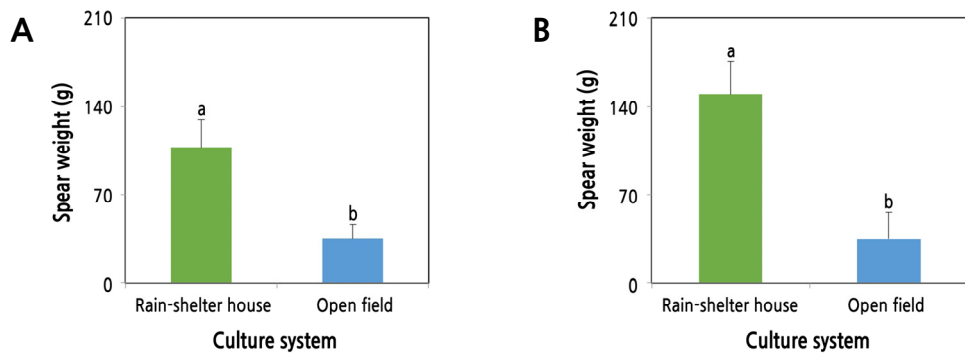 A
Spear weight (g)
210
140
70
0
a
b
Rain-shelter house
Open field
Culture system
B
Spear weight (g)
210
140
70
0
a
b
Rain-shelter house
Open field
Culture system